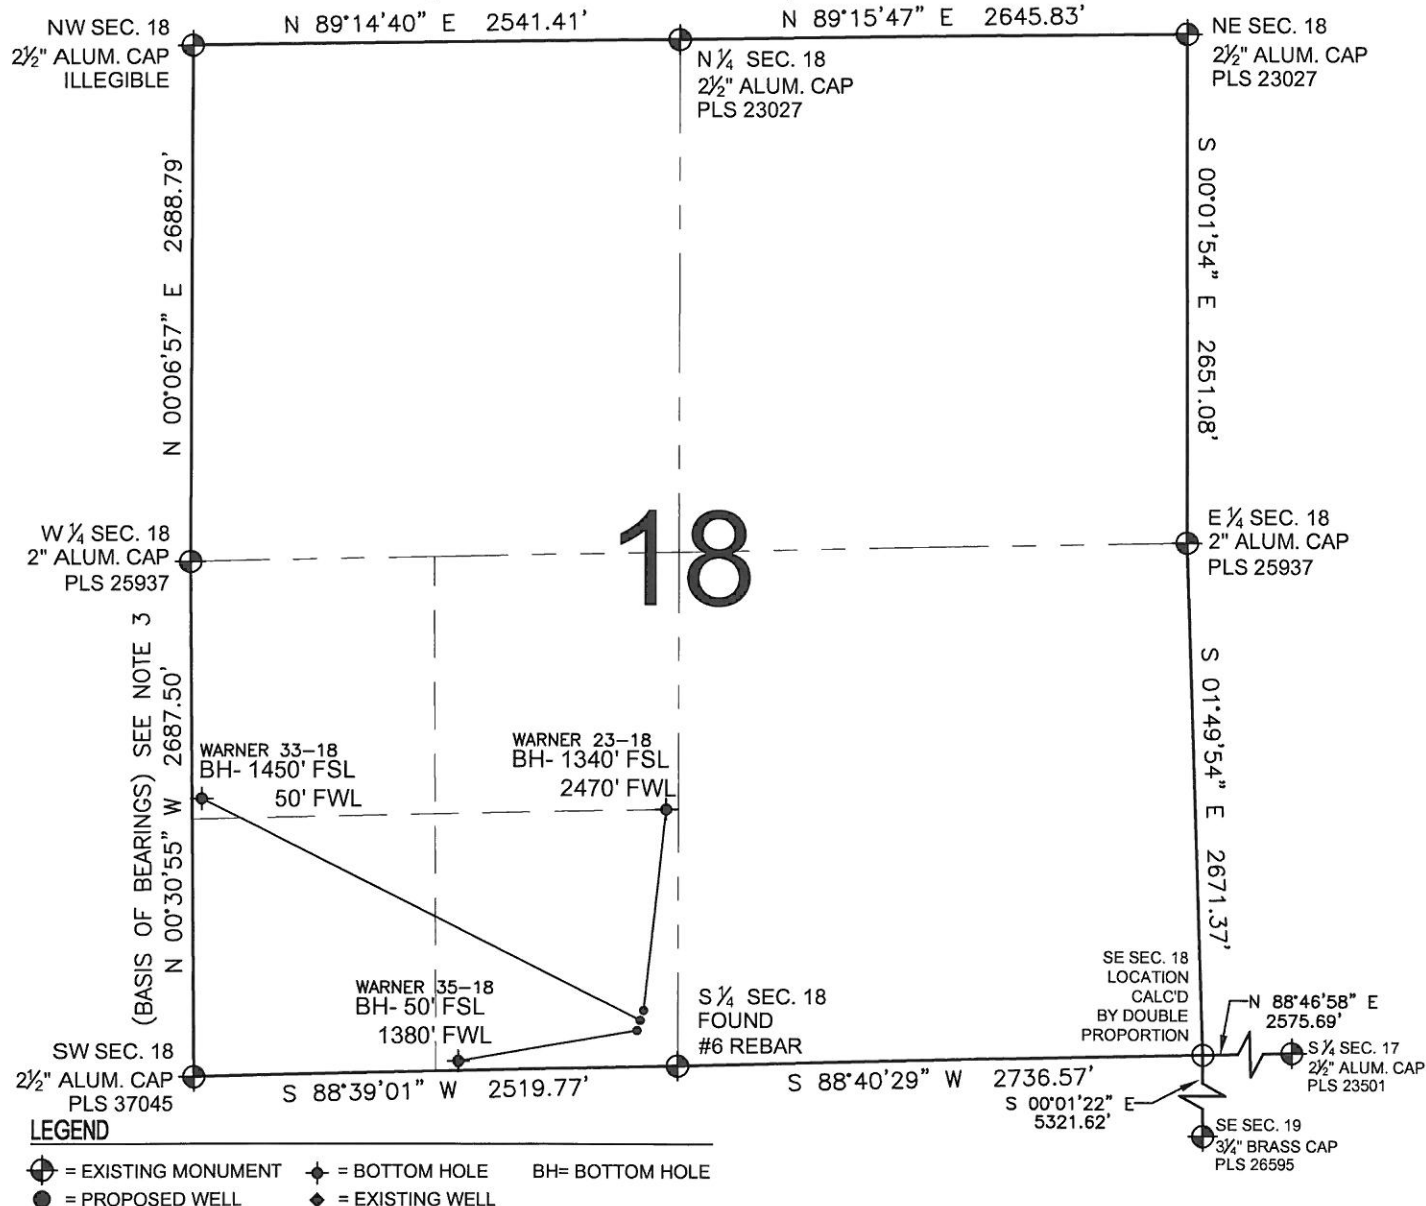 N 89°14'40" E 2541.41'
N 89°15'47" E 2645.83'
NW SEC. 18
2½" ALUM. CAP
ILLEGIBLE
N ¼ SEC. 18
2½" ALUM. CAP
PLS 23027
NE SEC. 18
2½" ALUM. CAP
PLS 23027
N 00°06'57" E 2688.79'
S 00°01'54" E 2651.08'
18
W ¼ SEC. 18
2" ALUM. CAP
PLS 25937
E ¼ SEC. 18
2" ALUM. CAP
PLS 25937
(BASIS OF BEARINGS) SEE NOTE 3
N 00°30'55" W 2687.50'
S 01°49'54" E 2671.37'
WARNER 33-18
BH- 1450' FSL
50' FWL
WARNER 23-18
BH- 1340' FSL
2470' FWL
WARNER 35-18
BH- 50' FSL
1380' FWL
S ¼ SEC. 18
FOUND
#6 REBAR
SE SEC. 18
LOCATION
CALC'D
BY DOUBLE
PROPORTION
N 88°46'58" E
2575.69'
S ¼ SEC. 17
2½" ALUM. CAP
PLS 23501
SW SEC. 18
2½" ALUM. CAP
PLS 37045
S 88°39'01" W 2519.77'
S 88°40'29" W 2736.57'
S 00°01'22" E
5321.62'
SE SEC. 19
3¼" BRASS CAP
PLS 26595
LEGEND
= EXISTING MONUMENT
= BOTTOM HOLE
BH= BOTTOM HOLE
= PROPOSED WELL
= EXISTING WELL